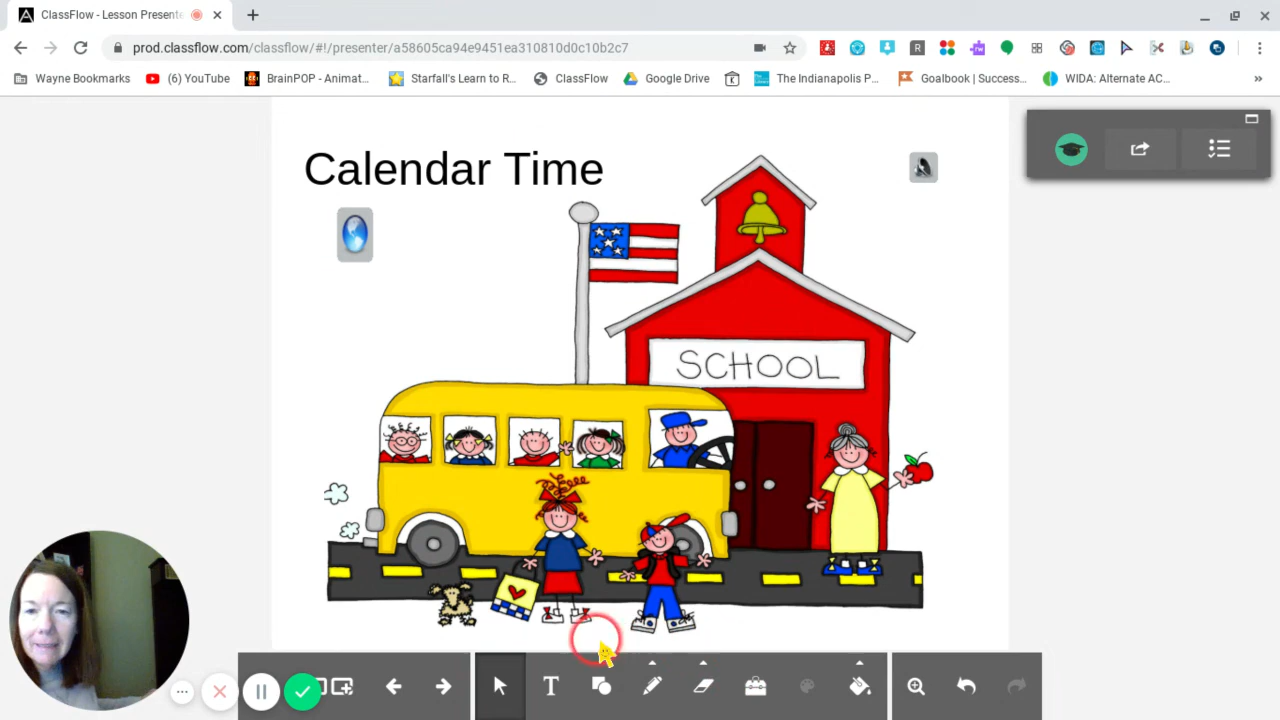 ClassFlow - Lesson Presente
prod.classflow.com/classflow/#!/presenter/a58605ca94e9451ea310810d0c10b2c7
Wayne Bookmarks (6) YouTube BrainPOP - Animat... Starfall's Learn to R... ClassFlow Google Drive The Indianapolis P... Goalbook | Success... WIDA: Alternate AC... »
Calendar Time
SCHOOL
T